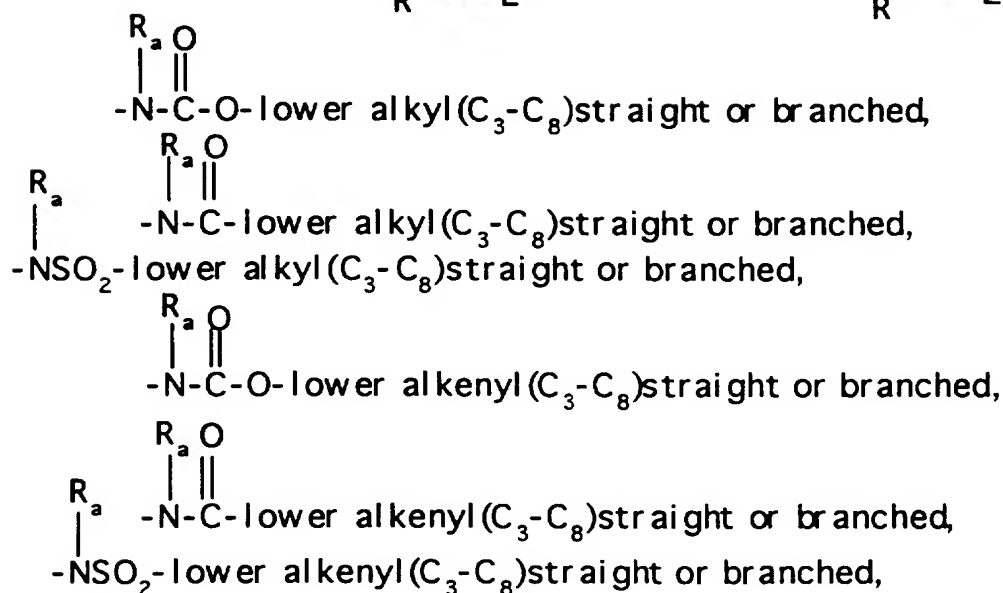 R
R
R_a O
-N-C-O-lower alkyl(C_3-C_8)straight or branched,
R_a O
R_a
-N-C-lower alkyl(C_3-C_8)straight or branched,
-NSO_2-lower alkyl(C_3-C_8)straight or branched,
R_a O
-N-C-O-lower alkenyl(C_3-C_8)straight or branched,
R_a O
R_a
-N-C-lower alkenyl(C_3-C_8)straight or branched,
-NSO_2-lower alkenyl(C_3-C_8)straight or branched,